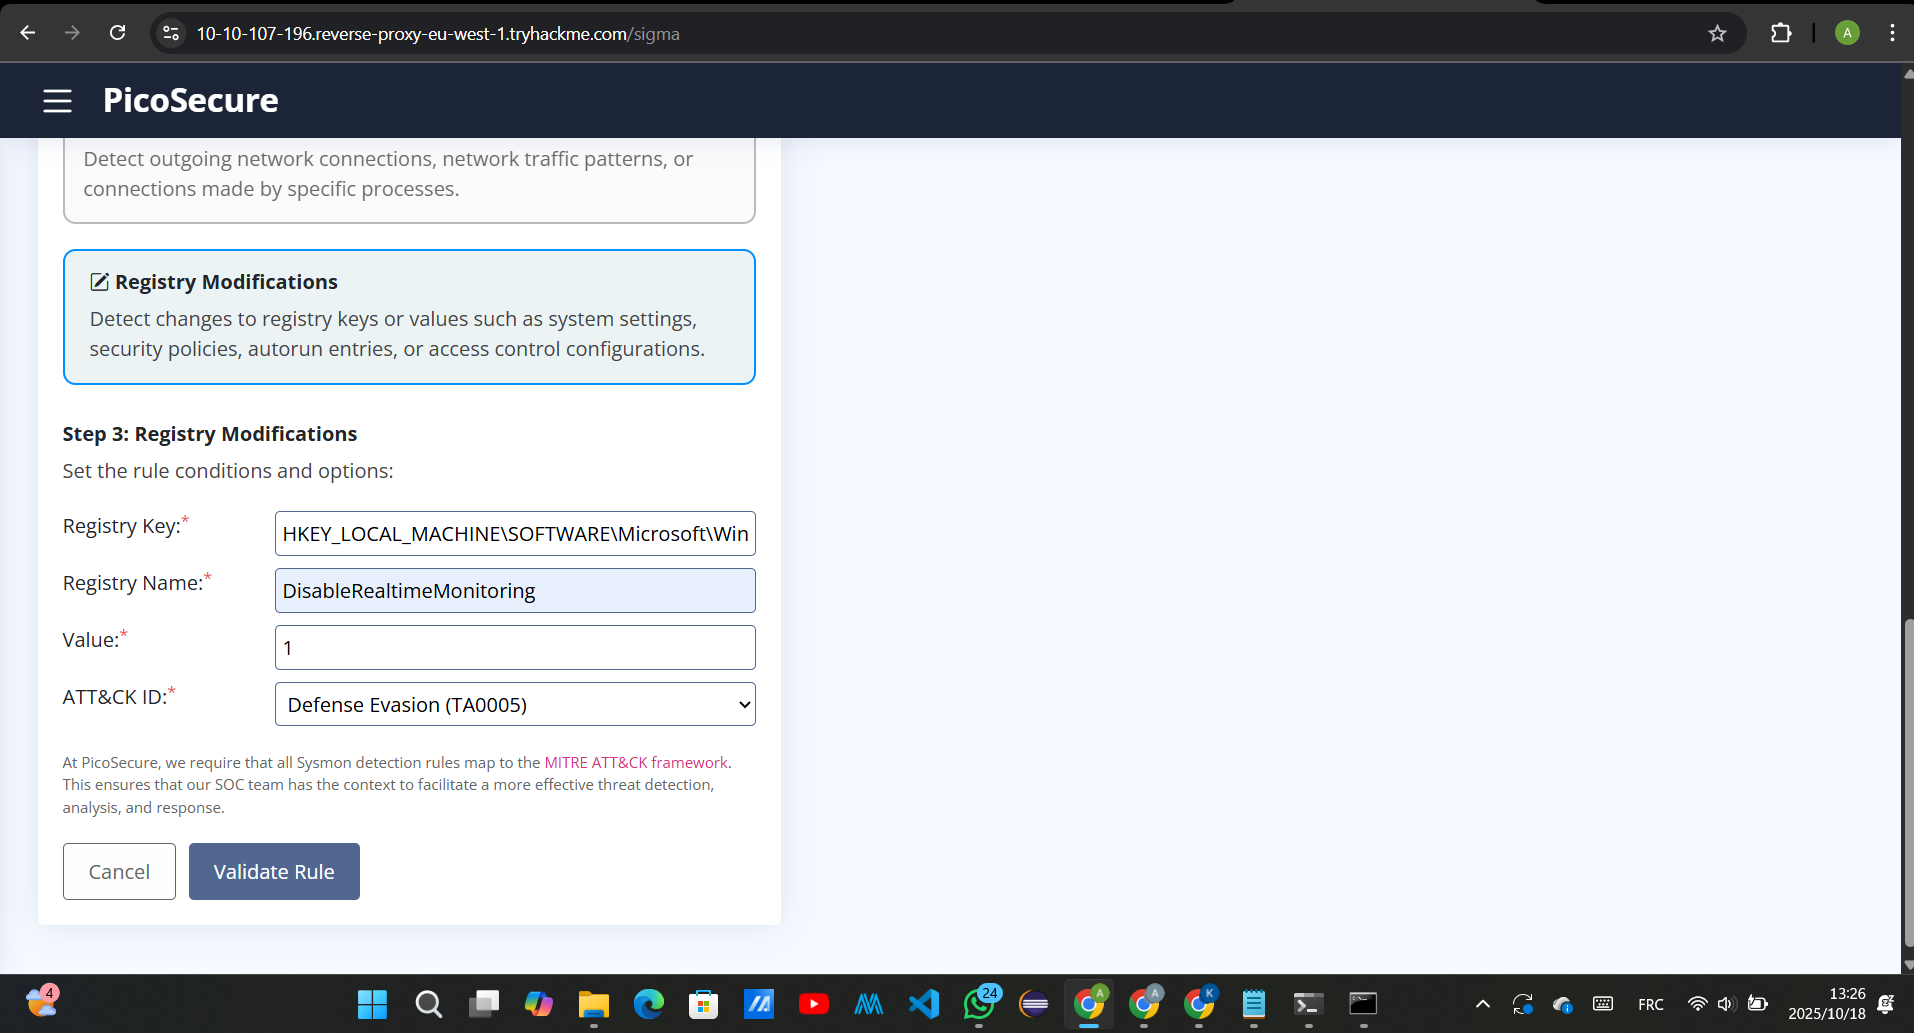 10-10-107-196.reverse-proxy-eu-west-1.tryhackme.com/sigma
A
PicoSecure
Detect outgoing network connections, network traffic patterns, or
connections made by specific processes.
Registry Modifications
Detect changes to registry keys or values such as system settings,
security policies, autorun entries, or access control configurations.
Step 3: Registry Modifications
Set the rule conditions and options:
Registry Key:*
HKEY_LOCAL_MACHINE\SOFTWARE\Microsoft\Win
Registry Name:*
DisableRealtimeMonitoring
Value:*
1
ATT&CK ID:*
Defense Evasion (TA0005)
At PicoSecure, we require that all Sysmon detection rules map to the MITRE ATT&CK framework.
This ensures that our SOC team has the context to facilitate a more effective threat detection,
analysis, and response.
Cancel
Validate Rule
4
24
A
A
K
FRC
13:26
2025/10/18